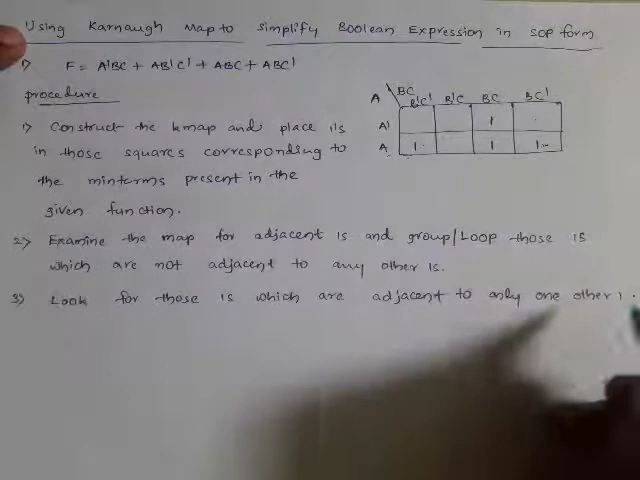 Using Karnaugh Map to Simplify Boolean Expression in SOP form
1) F = A'BC + AB'C' + ABC + ABC'
procedure
A BC
B'C' B'C BC BC'
A' 1
A 1 1 1
1) Construct the kmap and place 1s
in those squares corresponding to
the minterms present in the
given function.
2) Examine the map for adjacent 1s and group/Loop those 1s
which are not adjacent to any other 1s.
3) Look for those 1s which are adjacent to only one other 1.